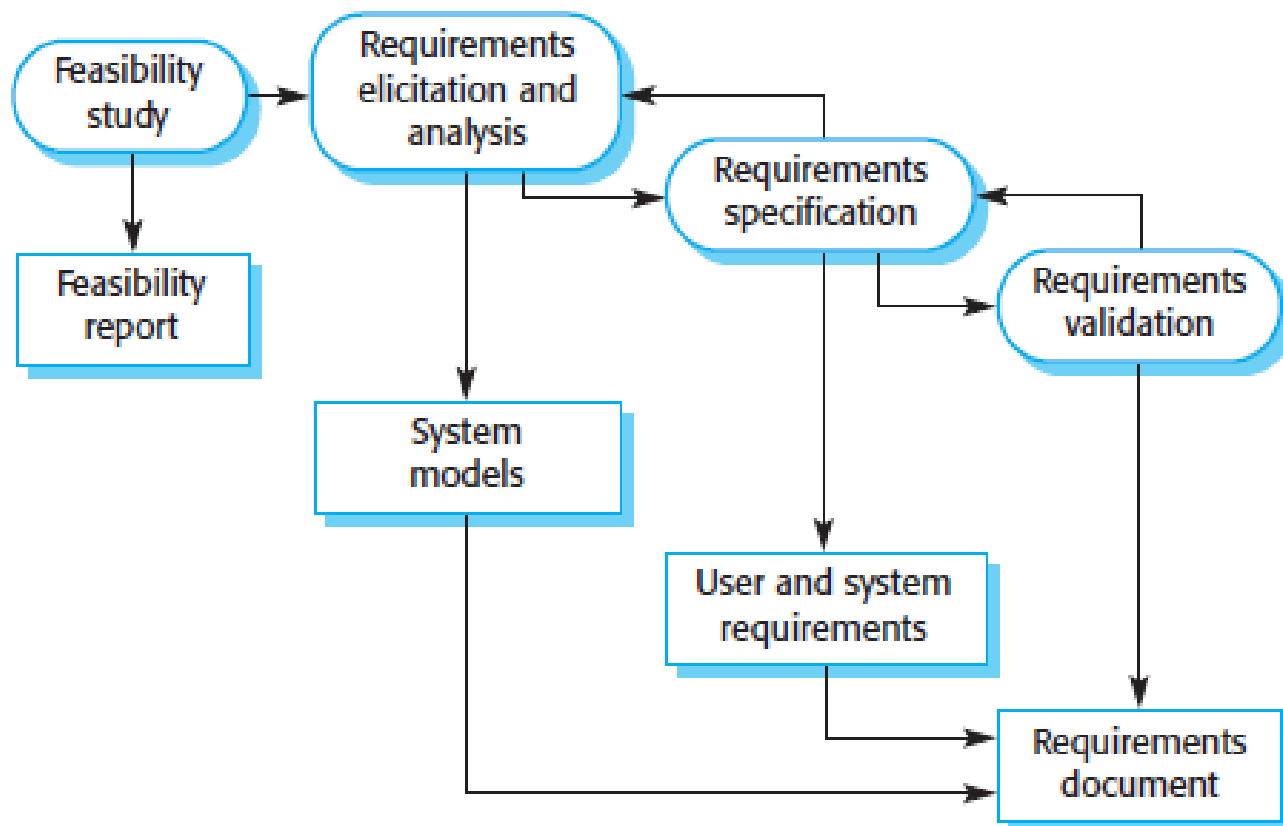 Feasibility
study
Requirements
elicitation and
analysis
Requirements
specification
Requirements
validation
Feasibility
report
System
models
User and system
requirements
Requirements
document